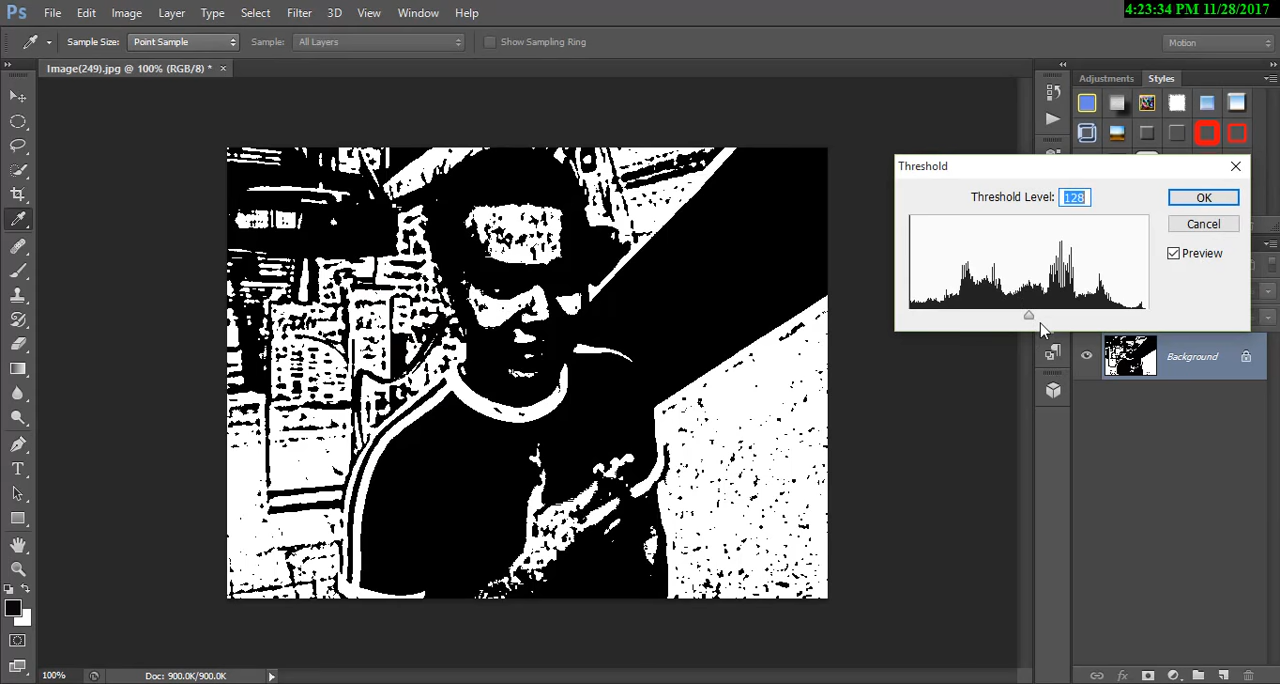 Ps File Edit Image Layer Type Select Filter 3D View Window Help
4:23:34 PM 11/28/2017
Sample Size: Point Sample Sample: All Layers Show Sampling Ring Motion
Image(249).jpg @ 100% (RGB/8) * ×
Adjustments Styles
Threshold
Threshold Level: 128
OK
Cancel
Preview
Background
T
100% Doc: 900.0K/900.0K
fx